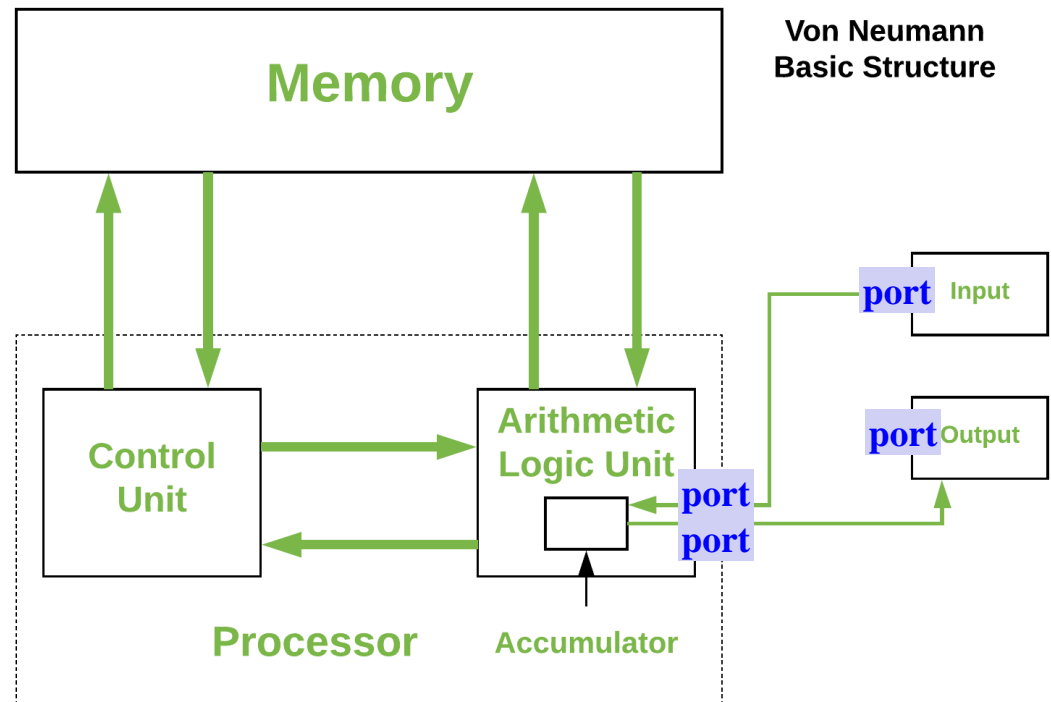 Von Neumann
Basic Structure
Memory
port
Input
port
Output
Control
Unit
Arithmetic
Logic Unit
port
port
Processor
Accumulator